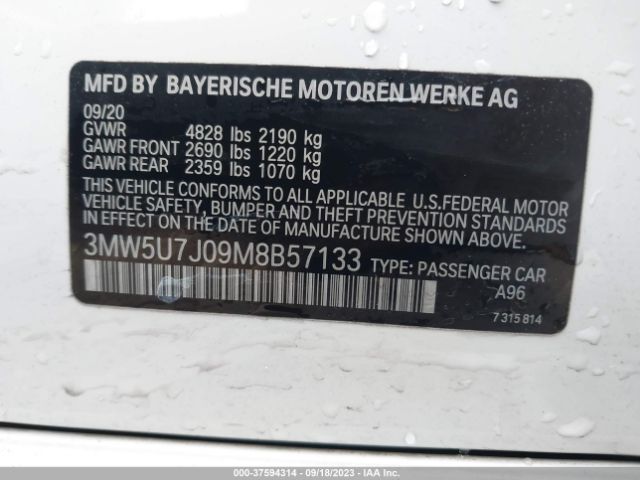 MFD BY BAYERISCHE MOTOREN WERKE AG
09/20
GVWR 4828 lbs 2190 kg
GAWR FRONT 2690 lbs 1220 kg
GAWR REAR 2359 lbs 1070 kg
THIS VEHICLE CONFORMS TO ALL APPLICABLE U.S.FEDERAL MOTOR
VEHICLE SAFETY, BUMPER AND THEFT PREVENTION STANDARDS
IN EFFECT ON THE DATE OF MANUFACTURE SHOWN ABOVE.
3MW5U7J09M8B57133 TYPE: PASSENGER CAR
A96
7 315 814
000-37594314 - 09/18/2023 - IAAI.COM